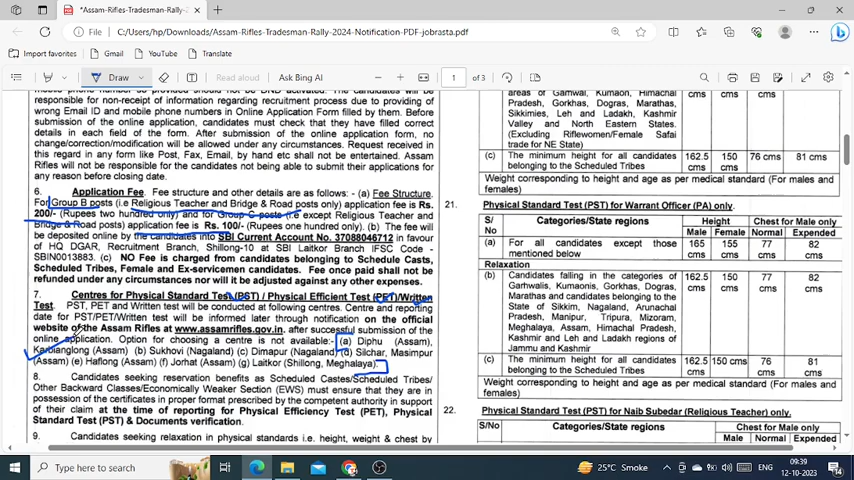 *Assam-Rifles-Tradesman-Rally-2
C:/Users/hp/Downloads/Assam-Rifles-Tradesman-Rally-2024-Notification-PDF-jobrasta.pdf
Import favorites
Gmail
YouTube
Translate
Draw
Read aloud
Ask Bing AI
1
of 3
responsible for non-receipt of information regarding recruitment process due to providing of
wrong Email ID and mobile phone numbers in Online Application Form filled by them. Before
submission of the online application, candidates must check that they have filled correct
details in each field of the form. After submission of the online application form, no
change/correction/modification will be allowed under any circumstances. Request received in
this regard in any form like Post, Fax, Email, by hand etc shall not be entertained. Assam
Rifles will not be responsible for the candidates not being able to submit their applications for
any reason before closing date.
6. Application Fee. Fee structure and other details are as follows:- (a) Fee Structure.
For Group B posts (i.e Religious Teacher and Bridge & Road posts only) application fee is Rs.
200/- (Rupees two hundred only) and for Group C posts (i.e except Religious Teacher and
Bridge & Road posts) application fee is Rs. 100/- (Rupees one hundred only). (b) The fee will
be deposited online by the candidates into SBI Current Account No. 37088046712 in favour
of HQ DGAR, Recruitment Branch, Shillong-10 at SBI Laitkor Branch IFSC Code -
SBIN0013883. (c) NO Fee is charged from candidates belonging to Schedule Casts,
Scheduled Tribes, Female and Ex-servicemen candidates. Fee once paid shall not be
refunded under any circumstances nor will it be adjusted against any other expenses.
7. Centres for Physical Standard Test (PST) / Physical Efficient Test (PET)/Written
Test. PST, PET and Written test will be conducted at following centres. Centre and reporting
date for PST/PET/Written test will be informed later through notification on the official
website of the Assam Rifles at www.assamrifles.gov.in. after successful submission of the
online application. Option for choosing a centre is not available:- (a) Diphu (Assam),
Karbianglong (Assam) (b) Sukhovi (Nagaland) (c) Dimapur (Nagaland) (d) Silchar, Masimpur
(Assam) (e) Haflong (Assam) (f) Jorhat (Assam) (g) Laitkor (Shillong, Meghalaya).
8. Candidates seeking reservation benefits as Scheduled Castes/Scheduled Tribes/
Other Backward Classes/Economically Weaker Section (EWS) must ensure that they are in
possession of the certificates in proper format prescribed by the competent authority in support
of their claim at the time of reporting for Physical Efficiency Test (PET), Physical
Standard Test (PST) & Documents verification.
9. Candidates seeking relaxation in physical standards i.e. height, weight & chest by
areas of Garhwal, Kumaon, Himachal
Pradesh, Gorkhas, Dogras, Marathas,
Sikkimies, Leh and Ladakh, Kashmir
Valley and North Eastern States.
(Excluding Riflewomen/Female Safai
trade for NE State)
cms cms cms
(c) The minimum height for all candidates belonging to the Scheduled Tribes 162.5 cms 150 cms 76 cms 81 cms
Weight corresponding to height and age as per medical standard (For males and
females)
21. Physical Standard Test (PST) for Warrant Officer (PA) only.
S/No Categories/State regions Height Chest for Male only
Male Female Normal Expended
(a) For all candidates except those mentioned below 165 cms 155 cms 77 cms 82 cms
Relaxation
(b) Candidates falling in the categories of 162.5 cms 150 cms 77 cms 82 cms
Garhwalis, Kumaonis, Gorkhas, Dogras,
Marathas and candidates belonging to the
State of Sikkim, Nagaland, Arunachal
Pradesh, Manipur, Tripura, Mizoram,
Meghalaya, Assam, Himachal Pradesh,
Kashmir and Leh and Ladakh regions
of Jammu and Kashmir
(c) The minimum height for all candidates belonging to the Scheduled Tribes 162.5 cms 150 cms 76 cms 81 cms
Weight corresponding to height and age as per medical standard (For males and
females)
22. Physical Standard Test (PST) for Naib Subedar (Religious Teacher) only.
S/No Categories/State regions Height Chest for Male only
Male Female Normal Expended
Type here to search
25°C Smoke
ENG
09:39
12-10-2023